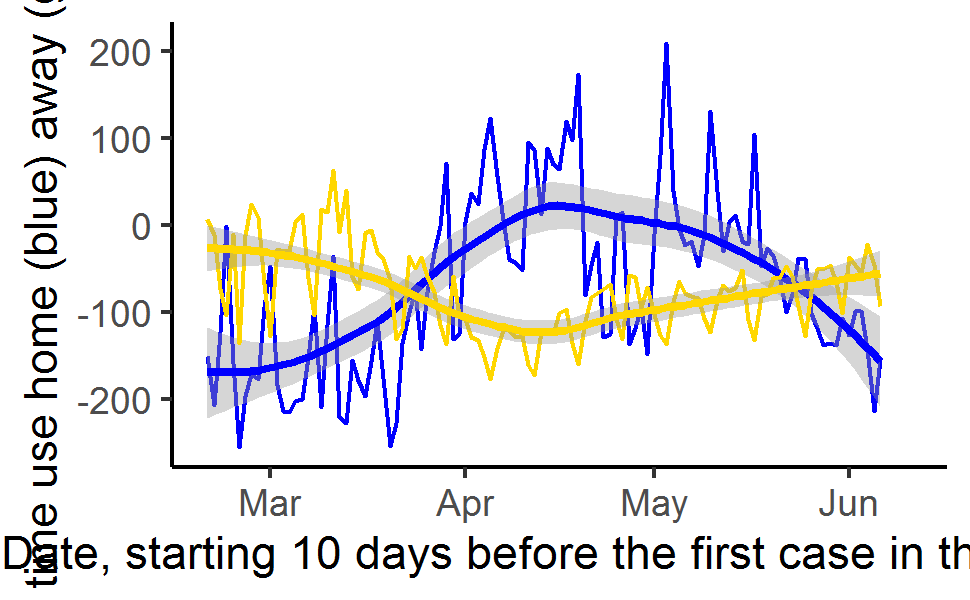 time use home (blue) away (
200
100
0
-100
-200
Mar Apr May Jun
Date, starting 10 days before the first case in th